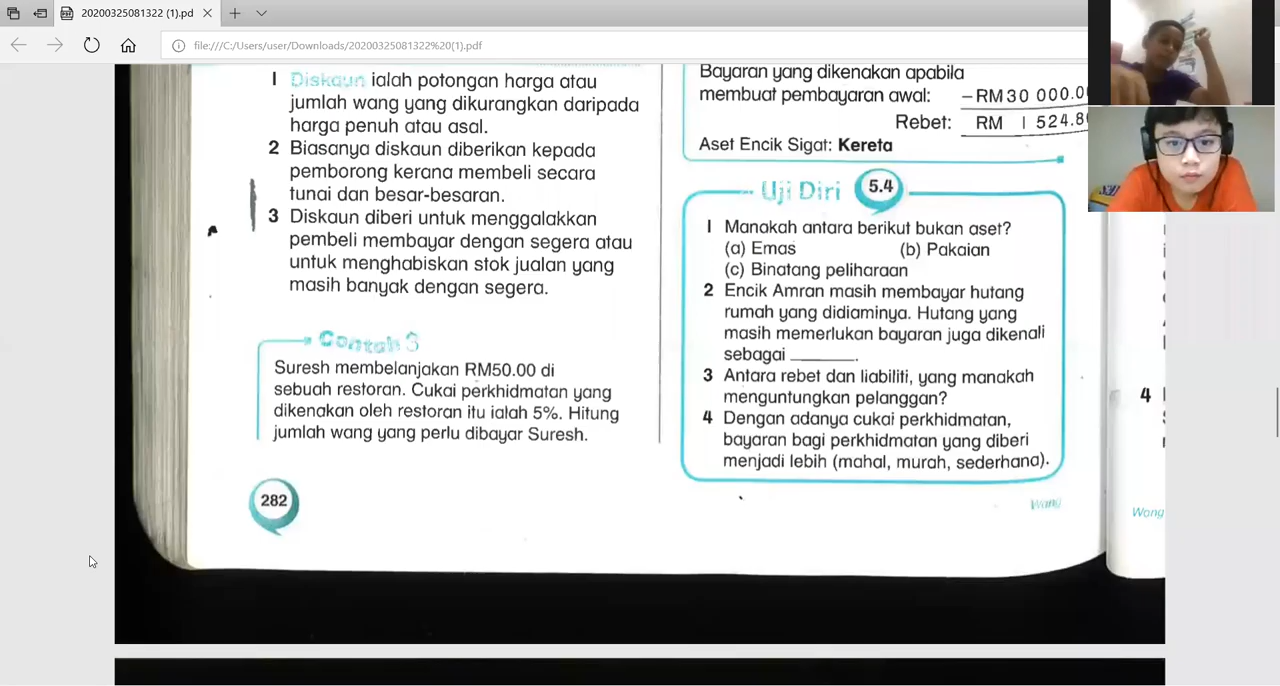 20200325081322 (1).pd
file:///C:/Users/user/Downloads/20200325081322%20(1).pdf
1 Diskaun ialah potongan harga atau
jumlah wang yang dikurangkan daripada
harga penuh atau asal.
2 Biasanya diskaun diberikan kepada
pemborong kerana membeli secara
tunai dan besar-besaran.
3 Diskaun diberi untuk menggalakkan
pembeli membayar dengan segera atau
untuk menghabiskan stok jualan yang
masih banyak dengan segera.
Contoh 3
Suresh membelanjakan RM50.00 di
sebuah restoran. Cukai perkhidmatan yang
dikenakan oleh restoran itu ialah 5%. Hitung
jumlah wang yang perlu dibayar Suresh.
282
Bayaran yang dikenakan apabila
membuat pembayaran awal: −RM30 000.0
Rebet: RM 1 524.8
Aset Encik Sigat: Kereta
Uji Diri 5.4
1 Manakah antara berikut bukan aset?
(a) Emas (b) Pakaian
(c) Binatang peliharaan
2 Encik Amran masih membayar hutang
rumah yang didiaminya. Hutang yang
masih memerlukan bayaran juga dikenali
sebagai ________.
3 Antara rebet dan liabiliti, yang manakah
menguntungkan pelanggan?
4 Dengan adanya cukai perkhidmatan,
bayaran bagi perkhidmatan yang diberi
menjadi lebih (mahal, murah, sederhana).
Wang
4
Wang